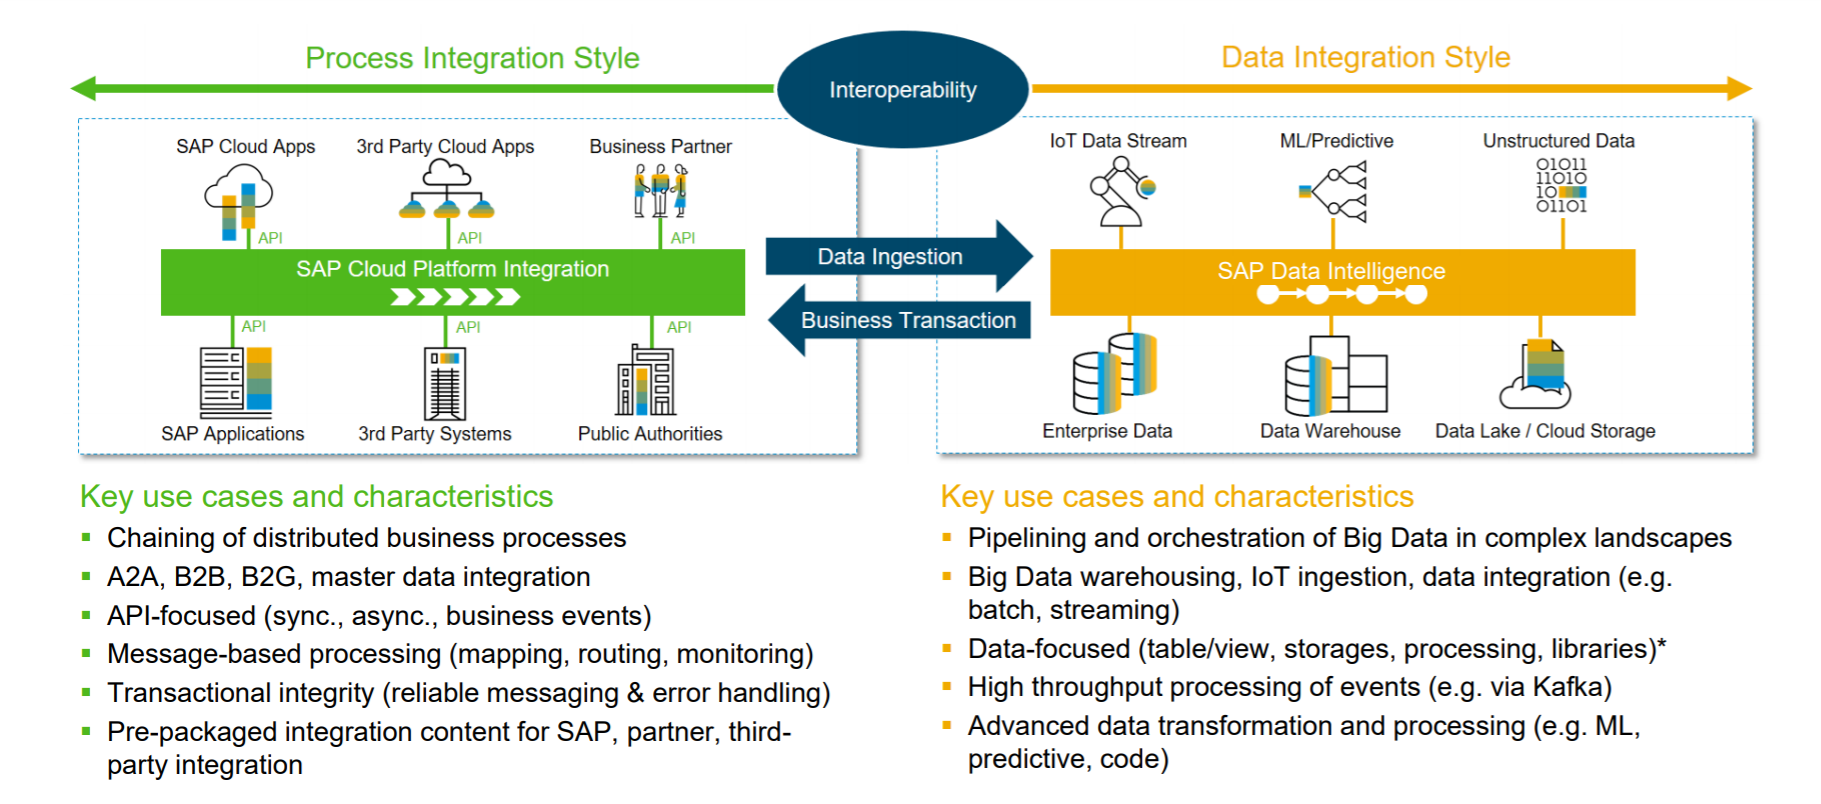 Process Integration Style
Interoperability
Data Integration Style
SAP Cloud Apps
3rd Party Cloud Apps
Business Partner
API
API
API
SAP Cloud Platform Integration
API
API
API
SAP Applications
3rd Party Systems
Public Authorities
Data Ingestion
Business Transaction
IoT Data Stream
ML/Predictive
Unstructured Data
01011
11010
10
01101
SAP Data Intelligence
Enterprise Data
Data Warehouse
Data Lake / Cloud Storage
Key use cases and characteristics
▪ Chaining of distributed business processes
▪ A2A, B2B, B2G, master data integration
▪ API-focused (sync., async., business events)
▪ Message-based processing (mapping, routing, monitoring)
▪ Transactional integrity (reliable messaging & error handling)
▪ Pre-packaged integration content for SAP, partner, third-
party integration
Key use cases and characteristics
▪ Pipelining and orchestration of Big Data in complex landscapes
▪ Big Data warehousing, IoT ingestion, data integration (e.g.
batch, streaming)
▪ Data-focused (table/view, storages, processing, libraries)*
▪ High throughput processing of events (e.g. via Kafka)
▪ Advanced data transformation and processing (e.g. ML,
predictive, code)